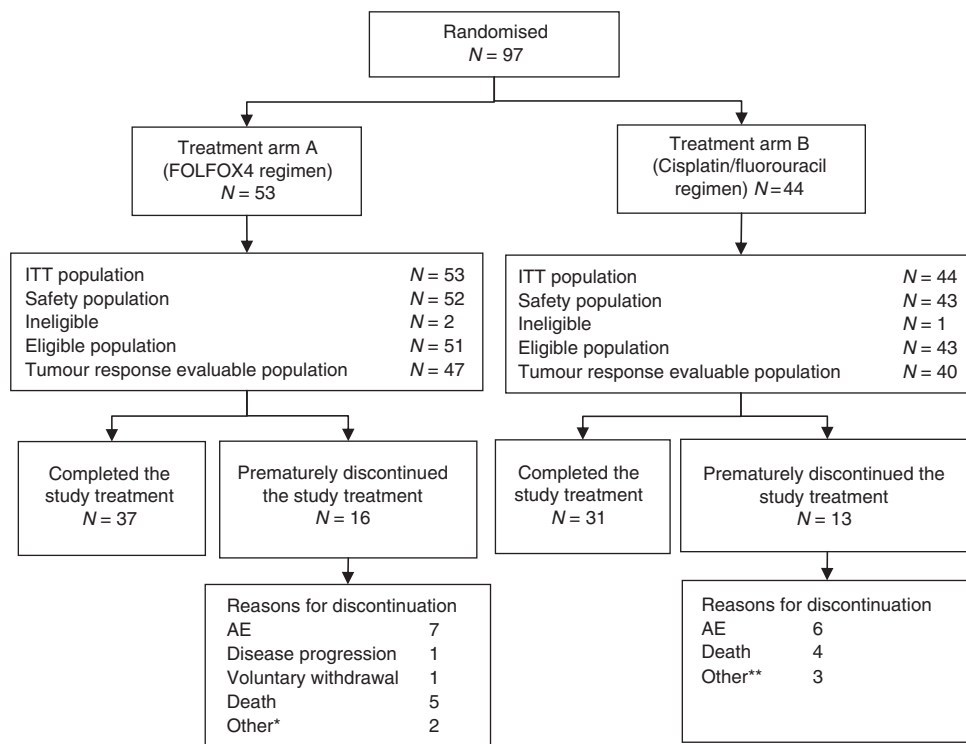 Randomised
N = 97
Treatment arm A
(FOLFOX4 regimen)
N = 53
Treatment arm B
(Cisplatin/fluorouracil
regimen) N = 44
ITT population N = 53
Safety population N = 52
Ineligible N = 2
Eligible population N = 51
Tumour response evaluable population N = 47
ITT population N = 44
Safety population N = 43
Ineligible N = 1
Eligible population N = 43
Tumour response evaluable population N = 40
Completed the
study treatment
N = 37
Prematurely discontinued
the study treatment
N = 16
Completed the
study treatment
N = 31
Prematurely discontinued the
study treatment
N = 13
Reasons for discontinuation
AE 7
Disease progression 1
Voluntary withdrawal 1
Death 5
Other* 2
Reasons for discontinuation
AE 6
Death 4
Other** 3